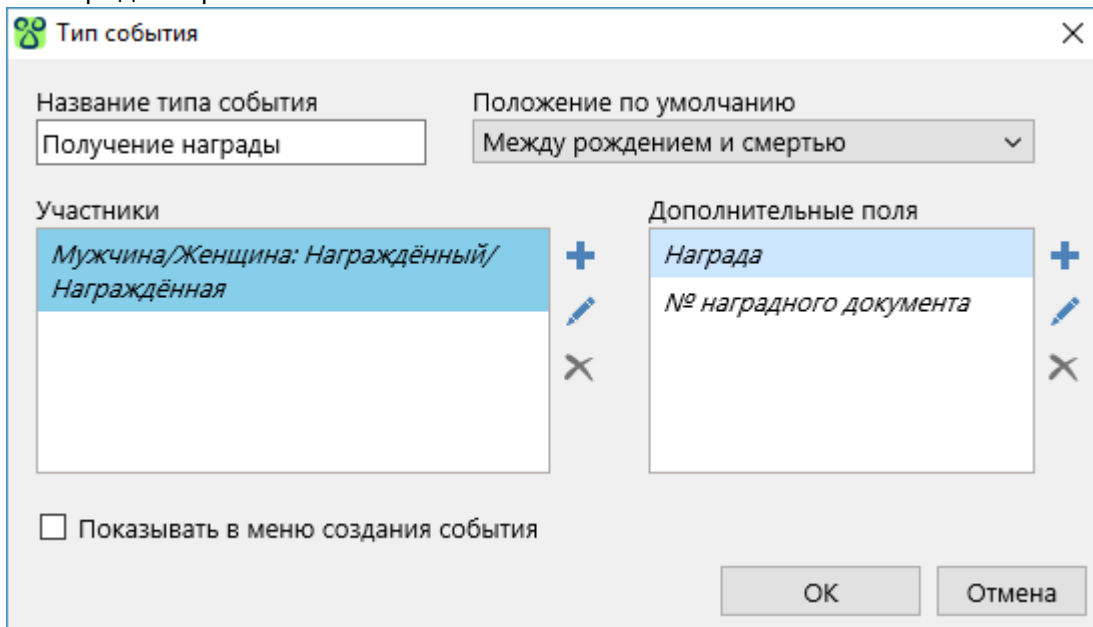 Тип события
Название типа события
Положение по умолчанию
Получение награды
Между рождением и смертью
Участники
Дополнительные поля
Мужчина/Женщина: Награждённый/
Награждённая
Награда
№ наградного документа
Показывать в меню создания события
ОК
Отмена